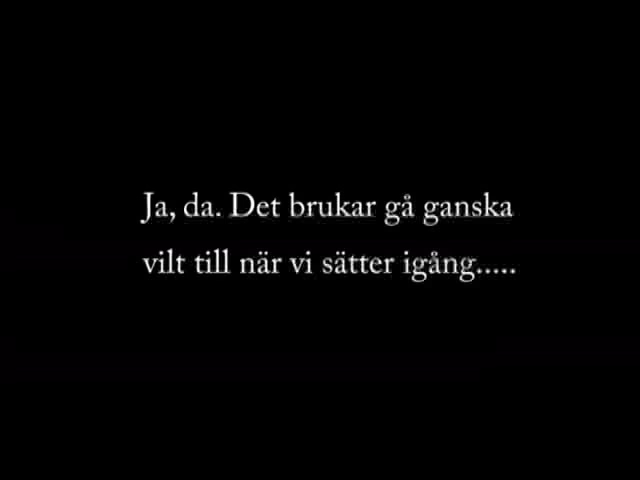 Ja, da. Det brukar gå ganska
vilt till när vi sätter igång.....